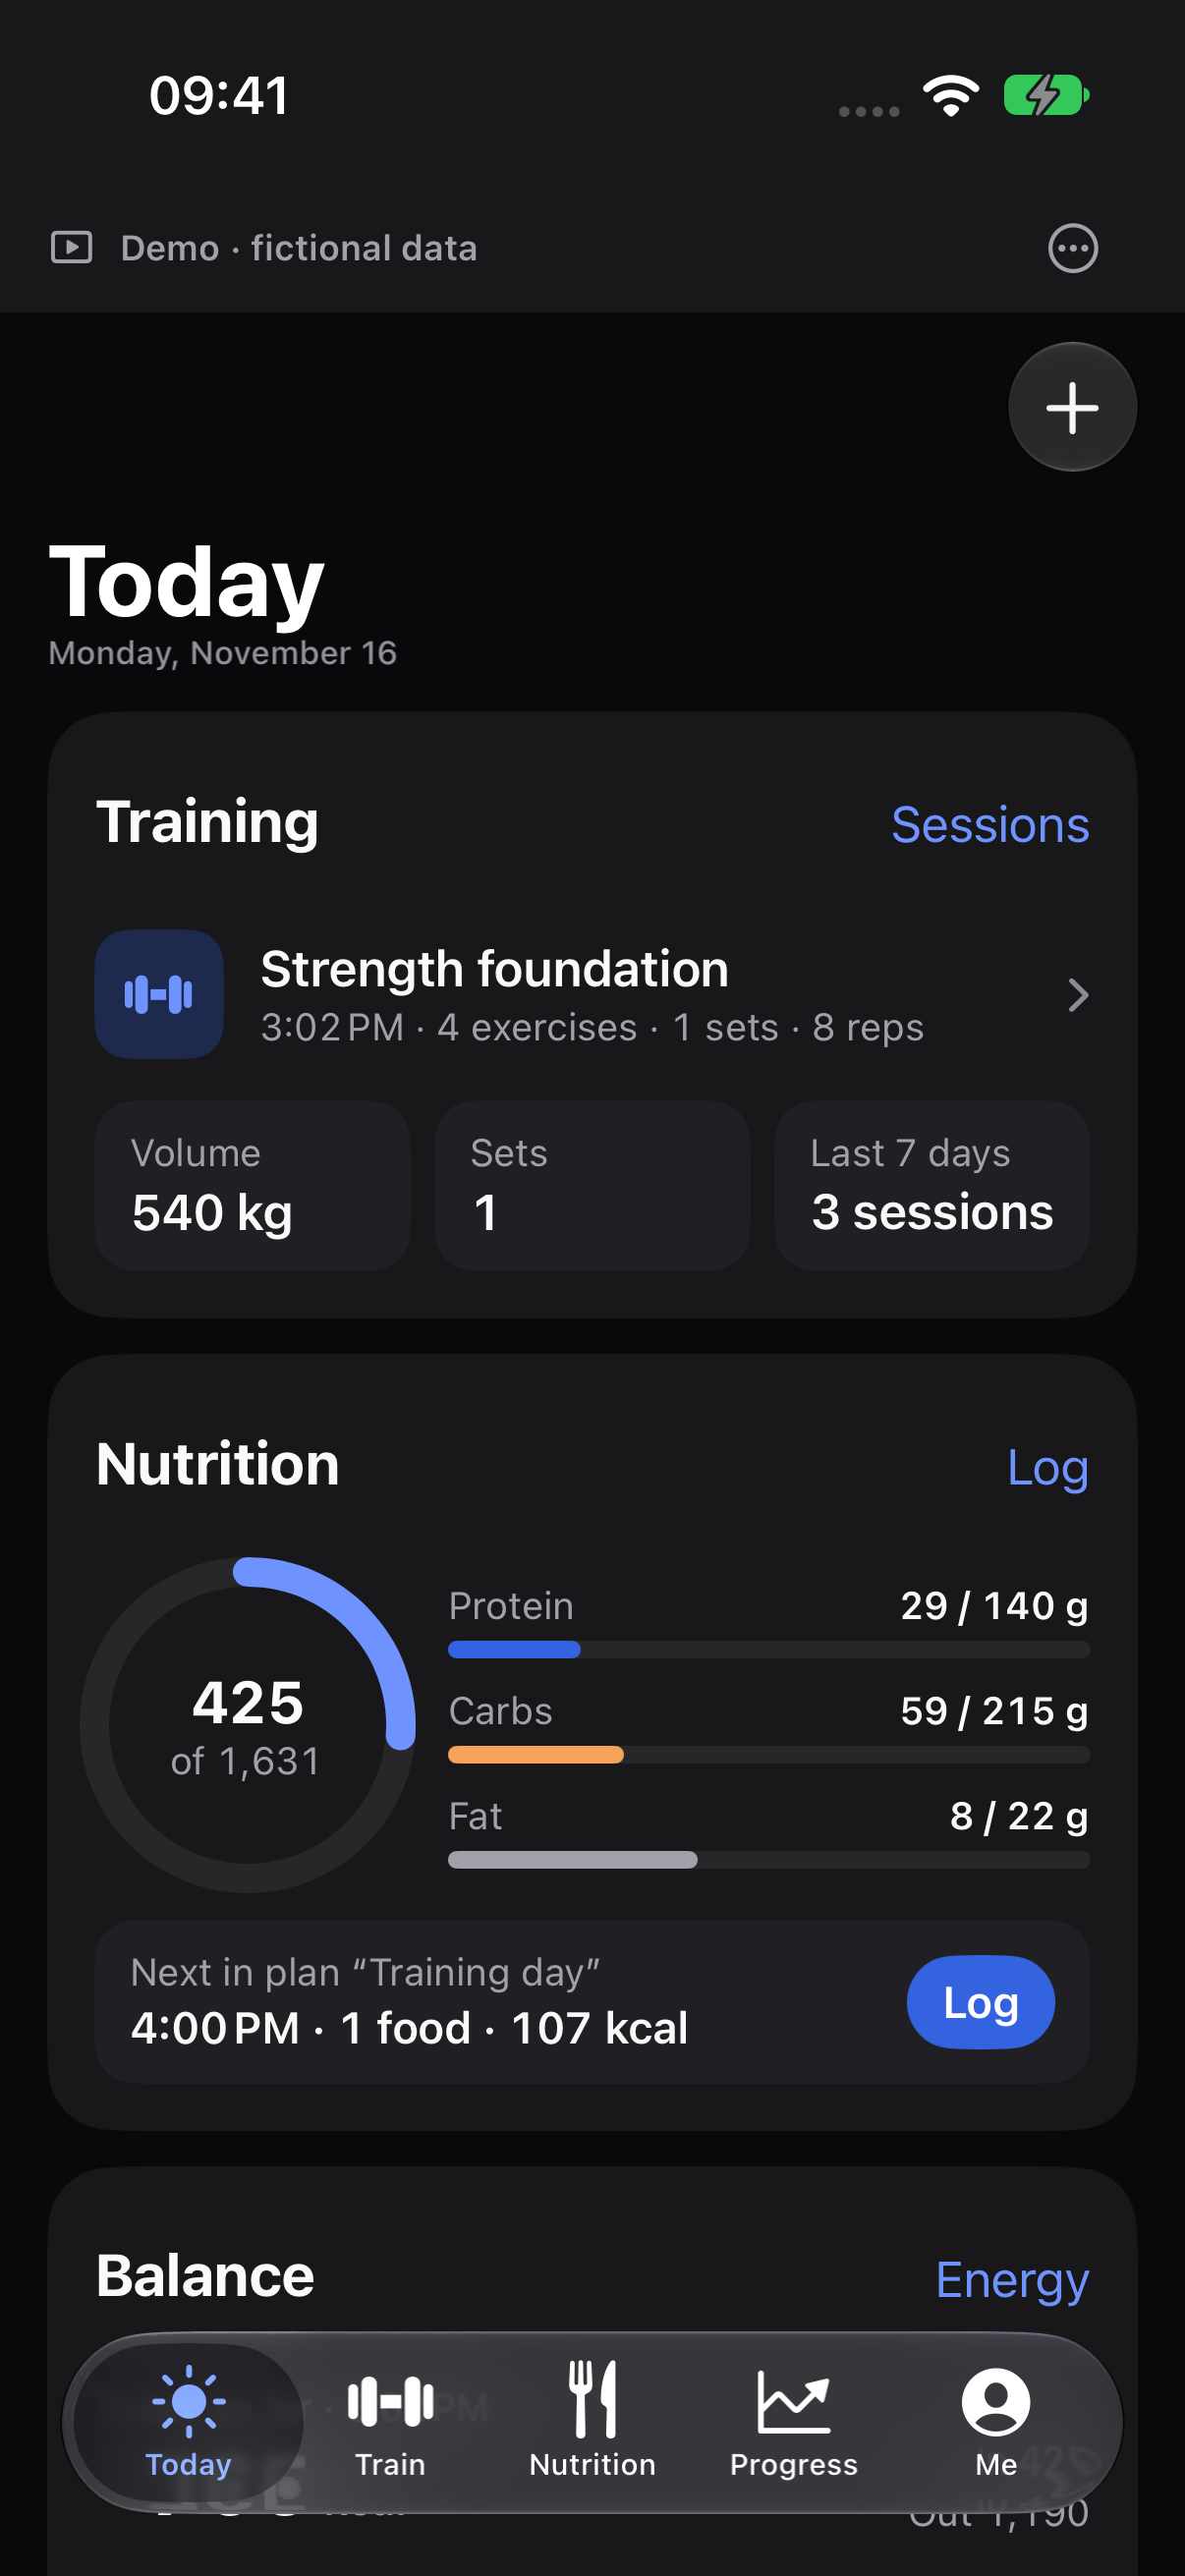 09:41
Demo · fictional data
Today
Monday, November 16
Training
Sessions
Strength foundation
3:02 PM · 4 exercises · 1 sets · 8 reps
Volume
Sets
Last 7 days
540 kg
1
3 sessions
Nutrition
Log
425
of 1,631
Protein
29 / 140 g
Carbs
59 / 215 g
Fat
8 / 22 g
Next in plan “Training day”
4:00 PM · 1 food · 107 kcal
Log
Balance
Energy
Today
Train
Nutrition
Progress
Me